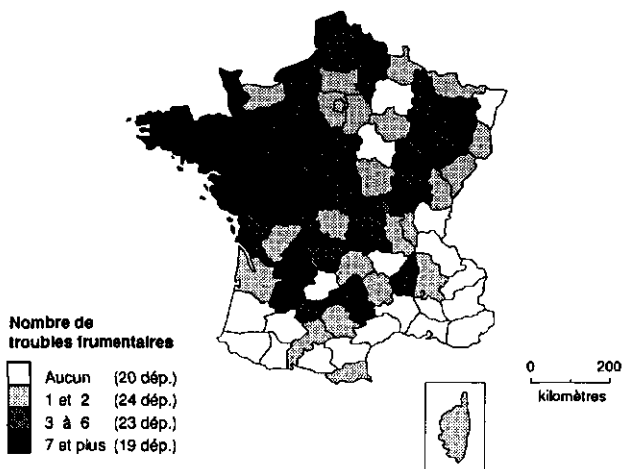 Nombre de
troubles frumentaires
Aucun (20 dép.)
1 et 2 (24 dép.)
3 à 6 (23 dép.)
7 et plus (19 dép.)
0 200
kilomètres